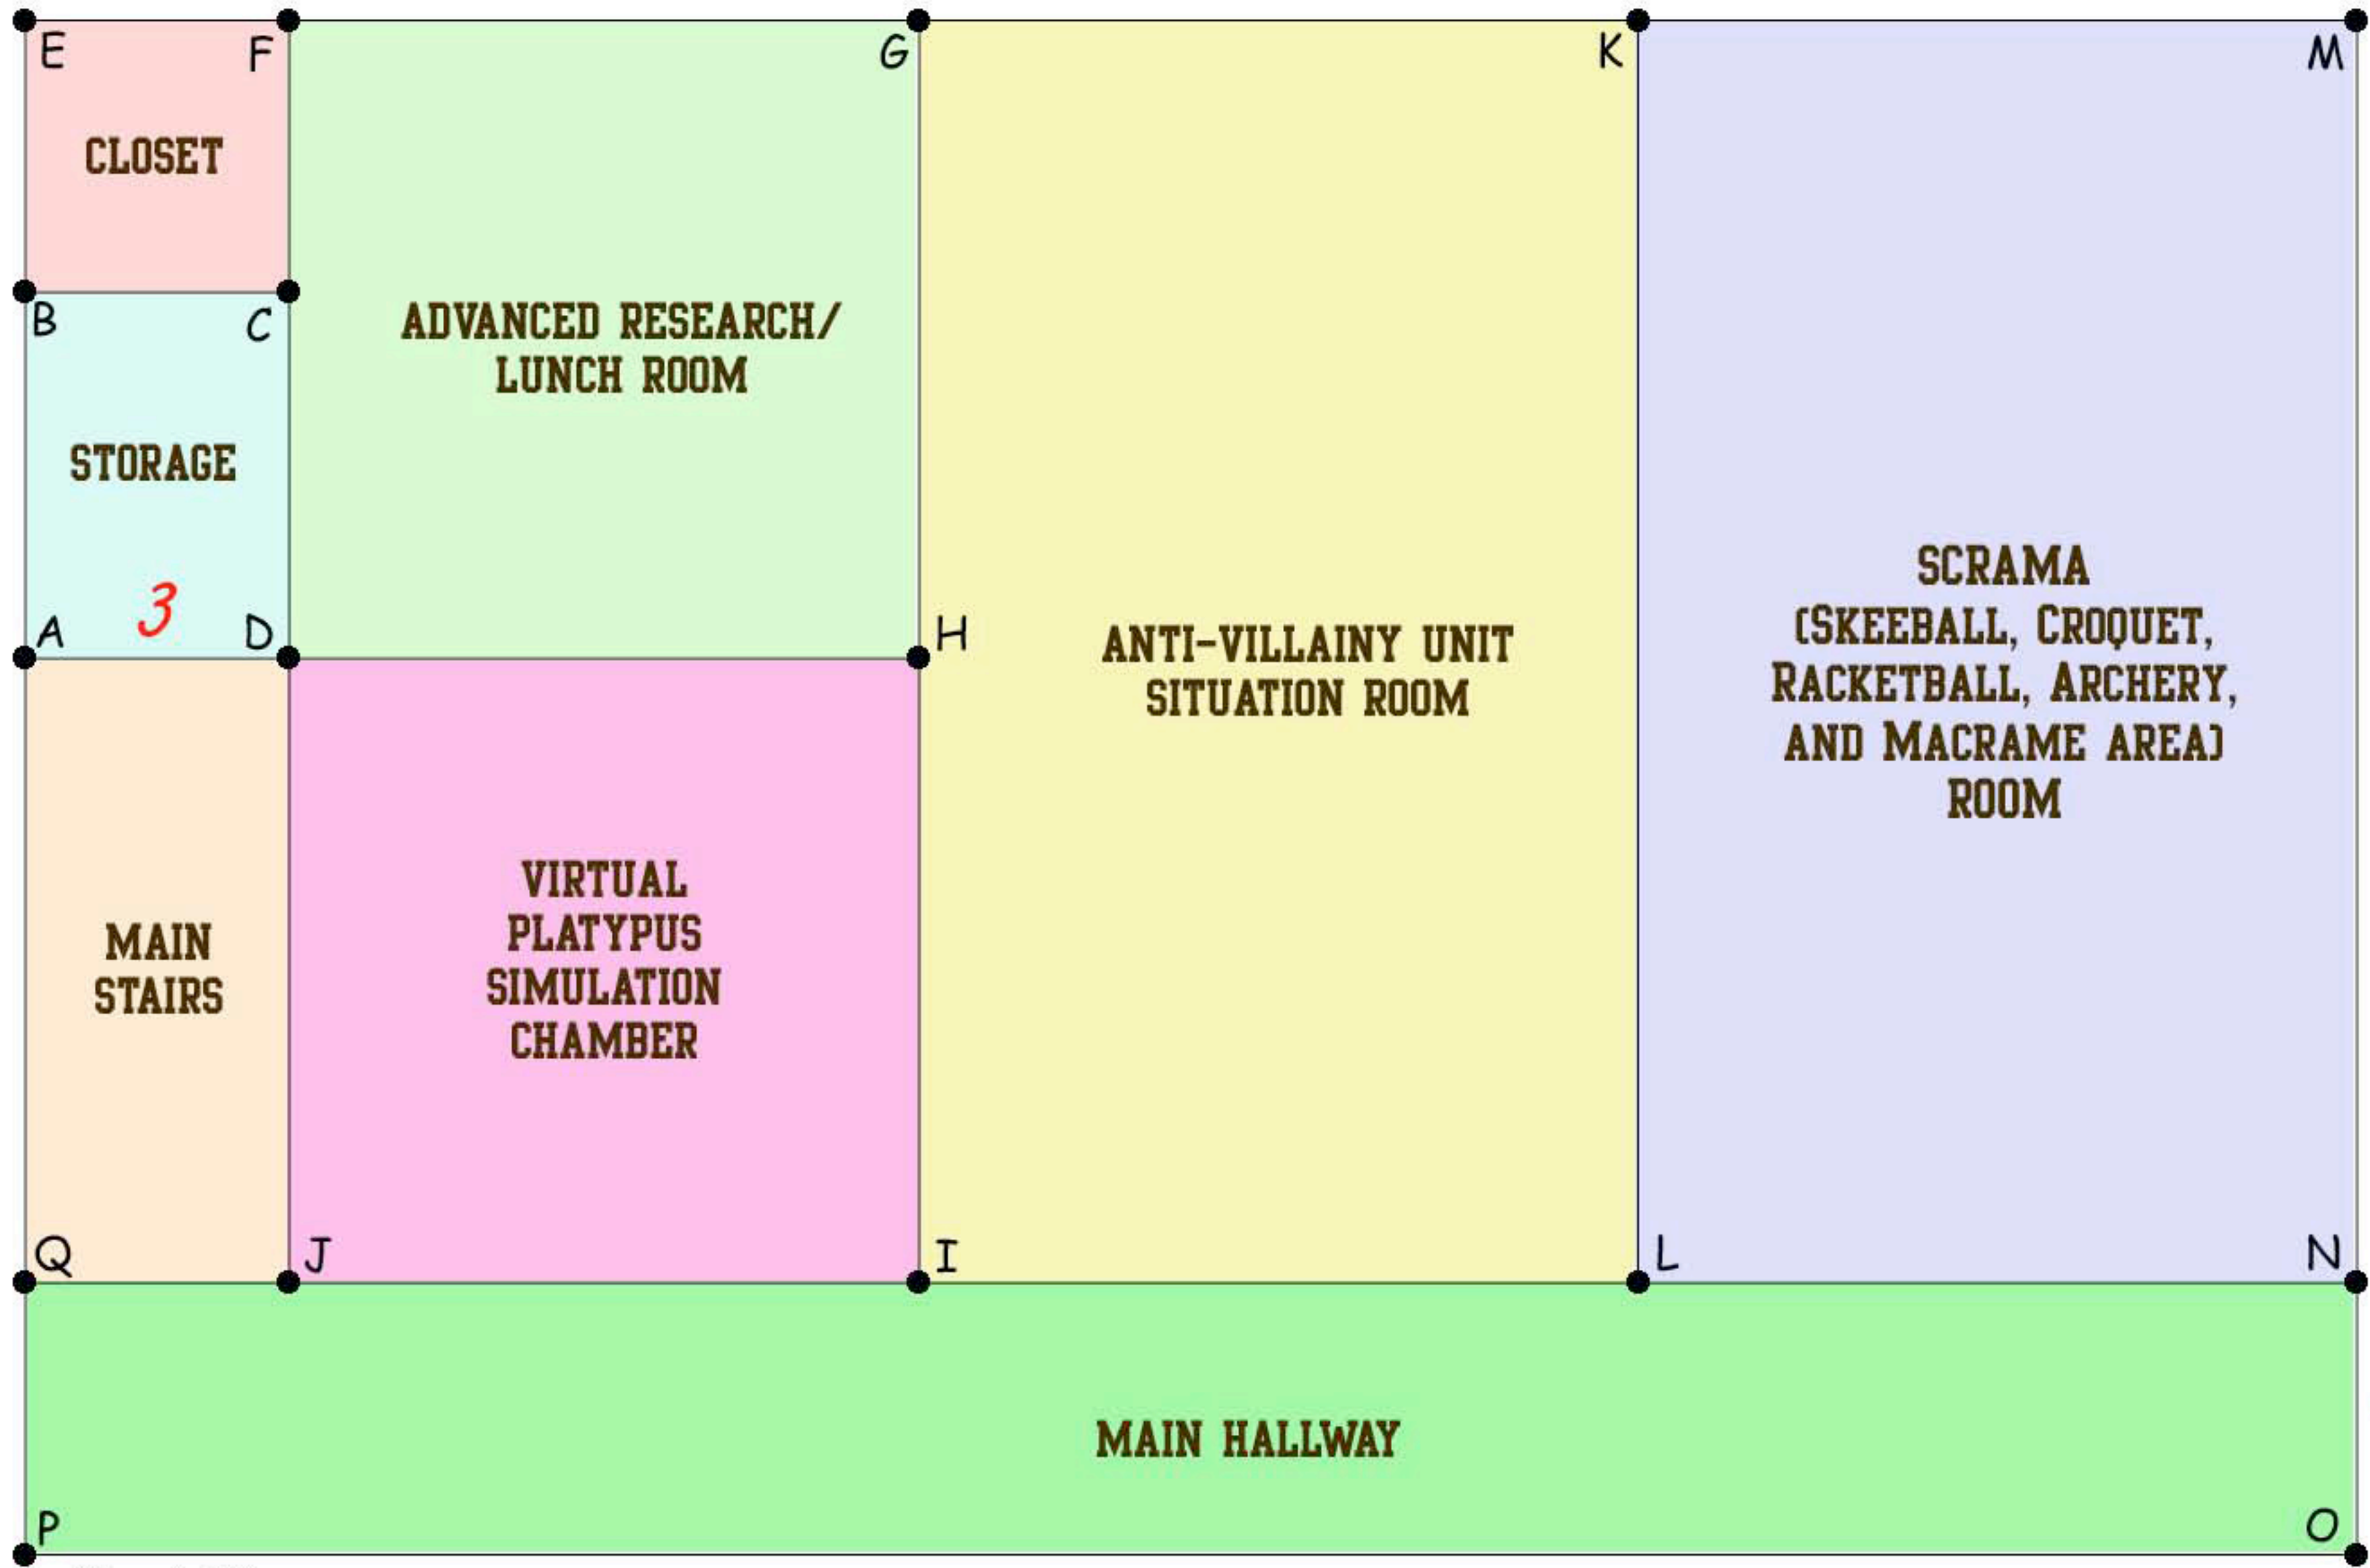 E
F
G
K
M
CLOSET
B
C
ADVANCED RESEARCH/
LUNCH ROOM
STORAGE
3
A
D
H
ANTI-VILLAINY UNIT
SITUATION ROOM
SCRAMA
(SKEEBALL, CROQUET,
RACKETBALL, ARCHERY,
AND MACRAME AREA)
ROOM
MAIN
STAIRS
VIRTUAL
PLATYPUS
SIMULATION
CHAMBER
Q
J
I
L
N
MAIN HALLWAY
P
O